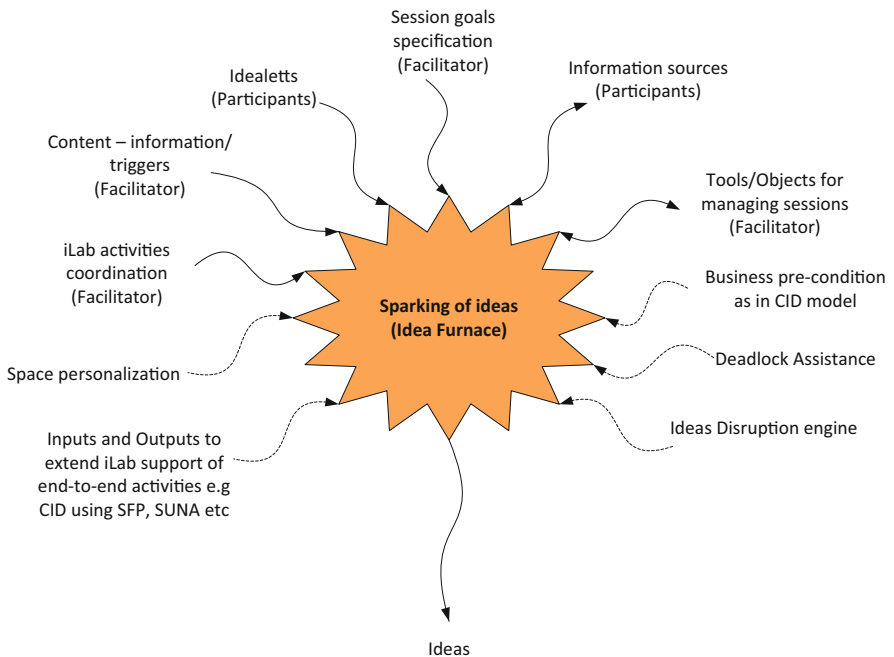 Session goals
specification
(Facilitator)
Idealetts
(Participants)
Information sources
(Participants)
Content – information/
triggers
(Facilitator)
Tools/Objects for
managing sessions
(Facilitator)
iLab activities
coordination
(Facilitator)
Business pre-condition
as in CID model
Sparking of ideas
(Idea Furnace)
Space personalization
Deadlock Assistance
Ideas Disruption engine
Inputs and Outputs to
extend iLab support of
end-to-end activities e.g
CID using SFP, SUNA etc
Ideas